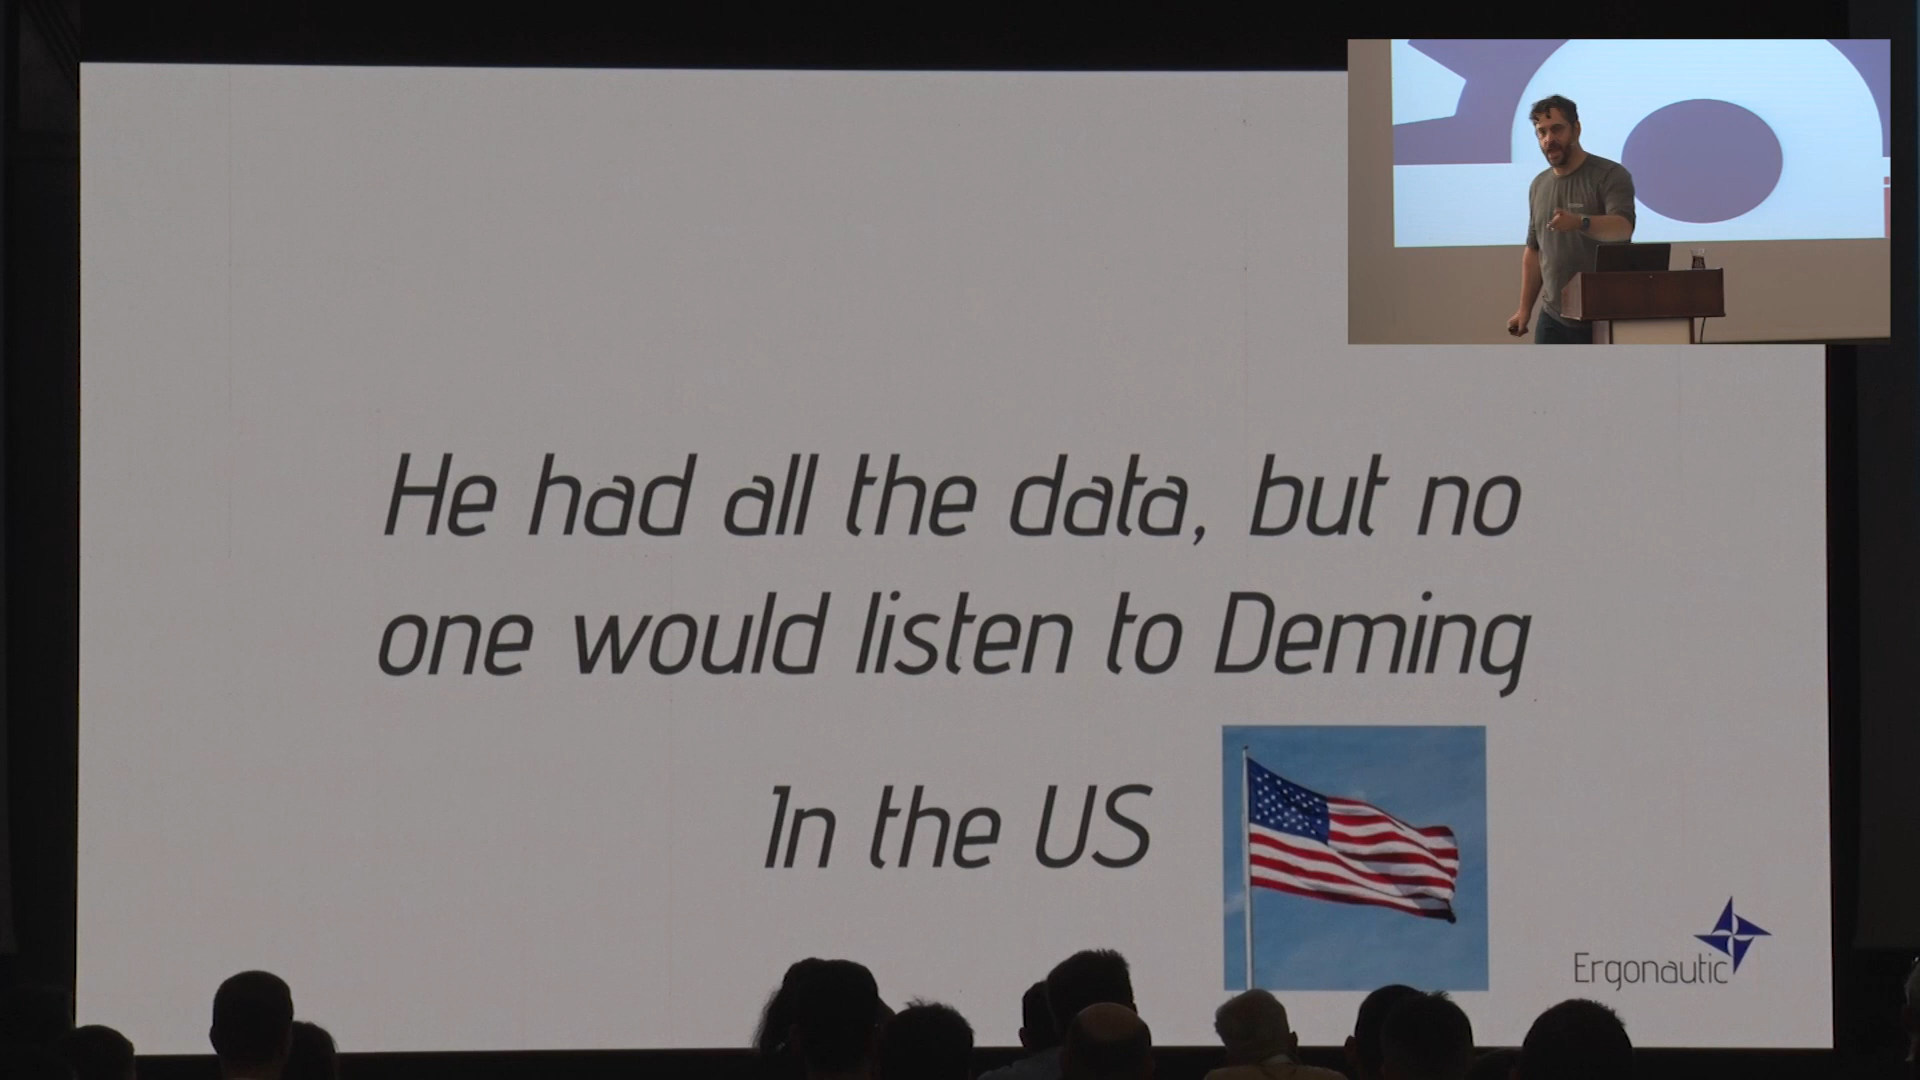 He had all the data, but no
one would listen to Deming
In the US
Ergonautic